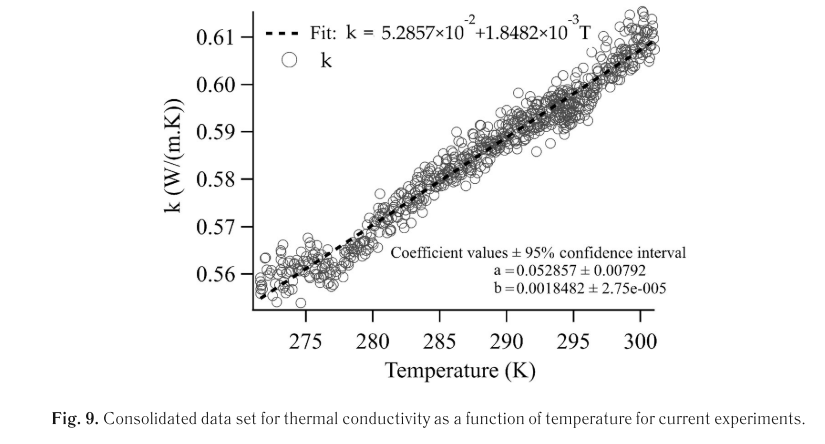 0.61
0.60
0.59
0.58
0.57
0.56
k (W/(m.K))
Fit: k = 5.2857×10⁻²+1.8482×10⁻³T
k
Coefficient values ± 95% confidence interval
a = 0.052857 ± 0.00792
b = 0.0018482 ± 2.75e-005
275 280 285 290 295 300
Temperature (K)
Fig. 9. Consolidated data set for thermal conductivity as a function of temperature for current experiments.